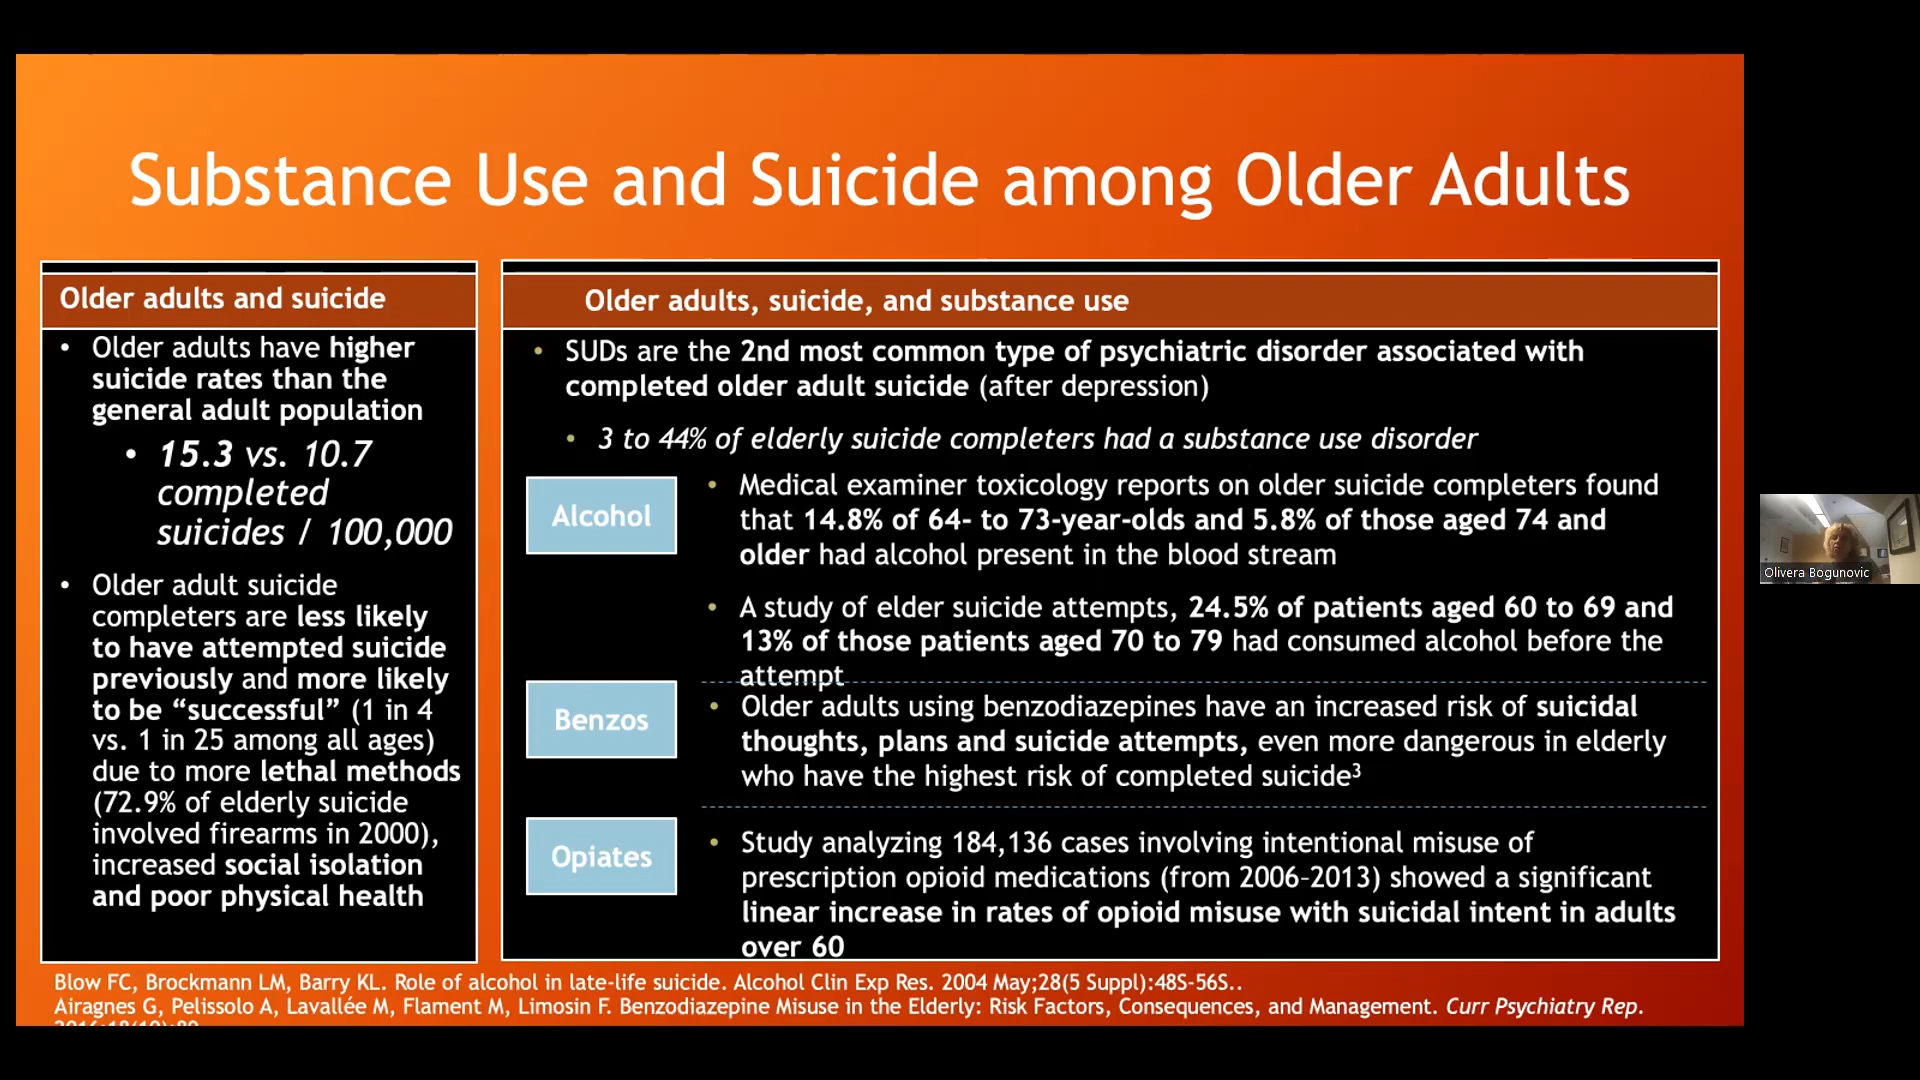 Substance Use and Suicide among Older Adults
Older adults and suicide
• Older adults have higher
suicide rates than the
general adult population
• 15.3 vs. 10.7
completed
suicides / 100,000
• Older adult suicide
completers are less likely
to have attempted suicide
previously and more likely
to be “successful” (1 in 4
vs. 1 in 25 among all ages)
due to more lethal methods
(72.9% of elderly suicide
involved firearms in 2000),
increased social isolation
and poor physical health
Older adults, suicide, and substance use
• SUDs are the 2nd most common type of psychiatric disorder associated with
completed older adult suicide (after depression)
• 3 to 44% of elderly suicide completers had a substance use disorder
Alcohol
• Medical examiner toxicology reports on older suicide completers found
that 14.8% of 64- to 73-year-olds and 5.8% of those aged 74 and
older had alcohol present in the blood stream
• A study of elder suicide attempts, 24.5% of patients aged 60 to 69 and
13% of those patients aged 70 to 79 had consumed alcohol before the
attempt
Benzos
• Older adults using benzodiazepines have an increased risk of suicidal
thoughts, plans and suicide attempts, even more dangerous in elderly
who have the highest risk of completed suicide³
Opiates
• Study analyzing 184,136 cases involving intentional misuse of
prescription opioid medications (from 2006–2013) showed a significant
linear increase in rates of opioid misuse with suicidal intent in adults
over 60
Blow FC, Brockmann LM, Barry KL. Role of alcohol in late-life suicide. Alcohol Clin Exp Res. 2004 May;28(5 Suppl):48S-56S..
Airagnes G, Pelissolo A, Lavallée M, Flament M, Limosin F. Benzodiazepine Misuse in the Elderly: Risk Factors, Consequences, and Management. Curr Psychiatry Rep.
Olivera Bogunovic